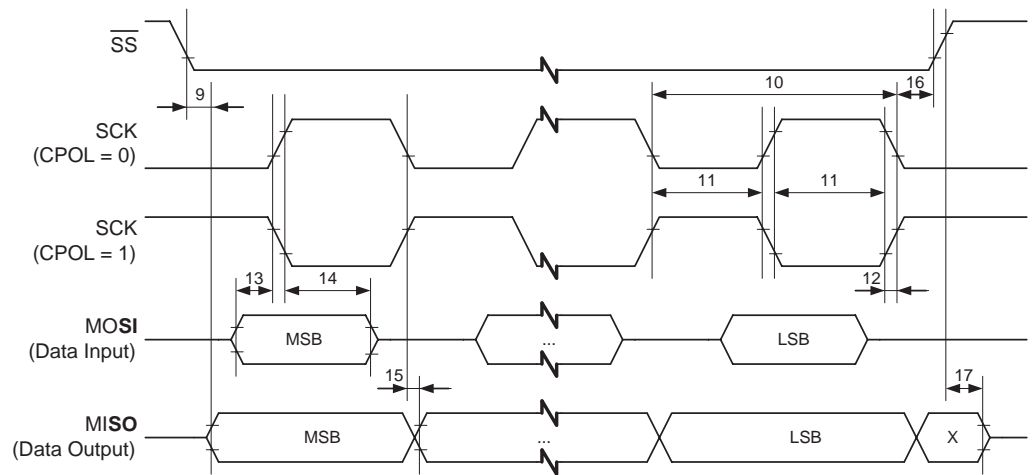 SS
10 16
9
SCK
(CPOL = 0)
11 11
SCK
(CPOL = 1)
13 14 12
MOSI
(Data Input)
MSB ... LSB
15 17
MISO
(Data Output)
MSB ... LSB X